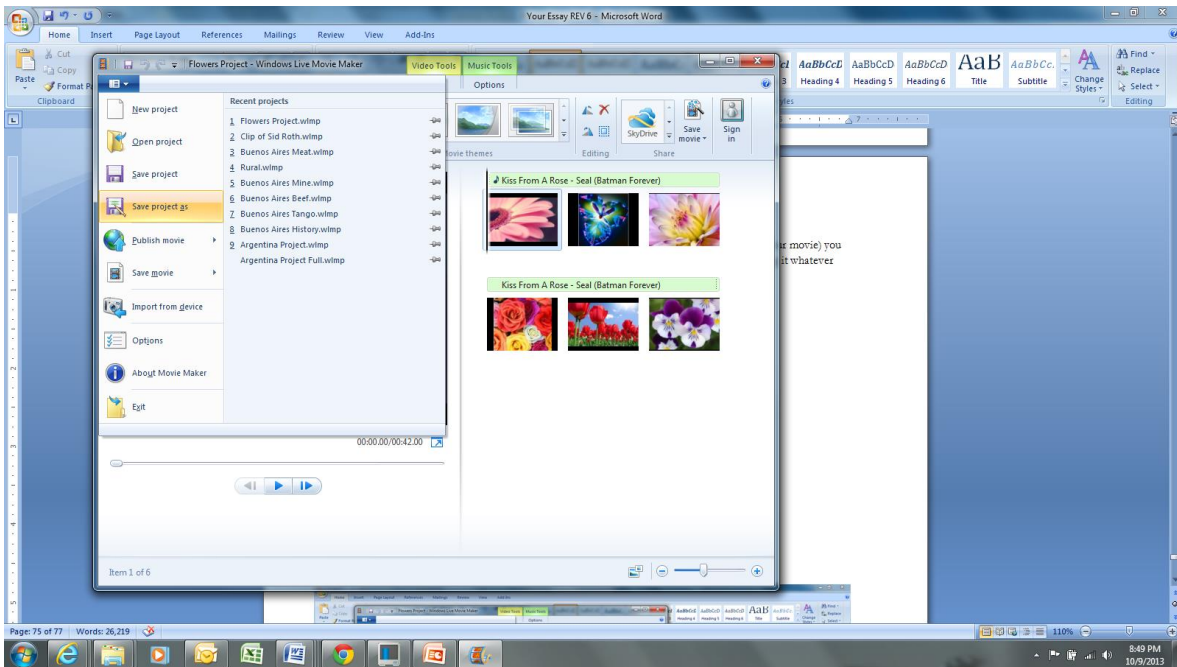 Your Essay REV 6 - Microsoft Word
Home Insert Page Layout References Mailings Review View Add-Ins
Cut
Copy
Format
Paste
Clipboard
Flowers Project - Windows Live Movie Maker
Video Tools Music Tools
Options
New project
Open project
Save project
Save project as
Publish movie
Save movie
Import from device
Options
About Movie Maker
Exit
Recent projects
1 Flowers Project.wlmp
2 Clip of Sid Roth.wlmp
3 Buenos Aires Meat.wlmp
4 Rural.wlmp
5 Buenos Aires Mine.wlmp
6 Buenos Aires Beef.wlmp
7 Buenos Aires Tango.wlmp
8 Buenos Aires History.wlmp
9 Argentina Project.wlmp
Argentina Project Full.wlmp
themes Editing Share
SkyDrive
Save movie
Sign in
Kiss From A Rose - Seal (Batman Forever)
Kiss From A Rose - Seal (Batman Forever)
00:00.00/00:42.00
Item 1 of 6
AaBbCcD AaBbCcD AaBbCcD AaB AaBbCc.
3 Heading 4 Heading 5 Heading 6 Title Subtitle
Change Styles
Find
Replace
Select
Editing
7
movie) you
it whatever
Page: 75 of 77 Words: 26,219
110%
8:49 PM
10/9/2013